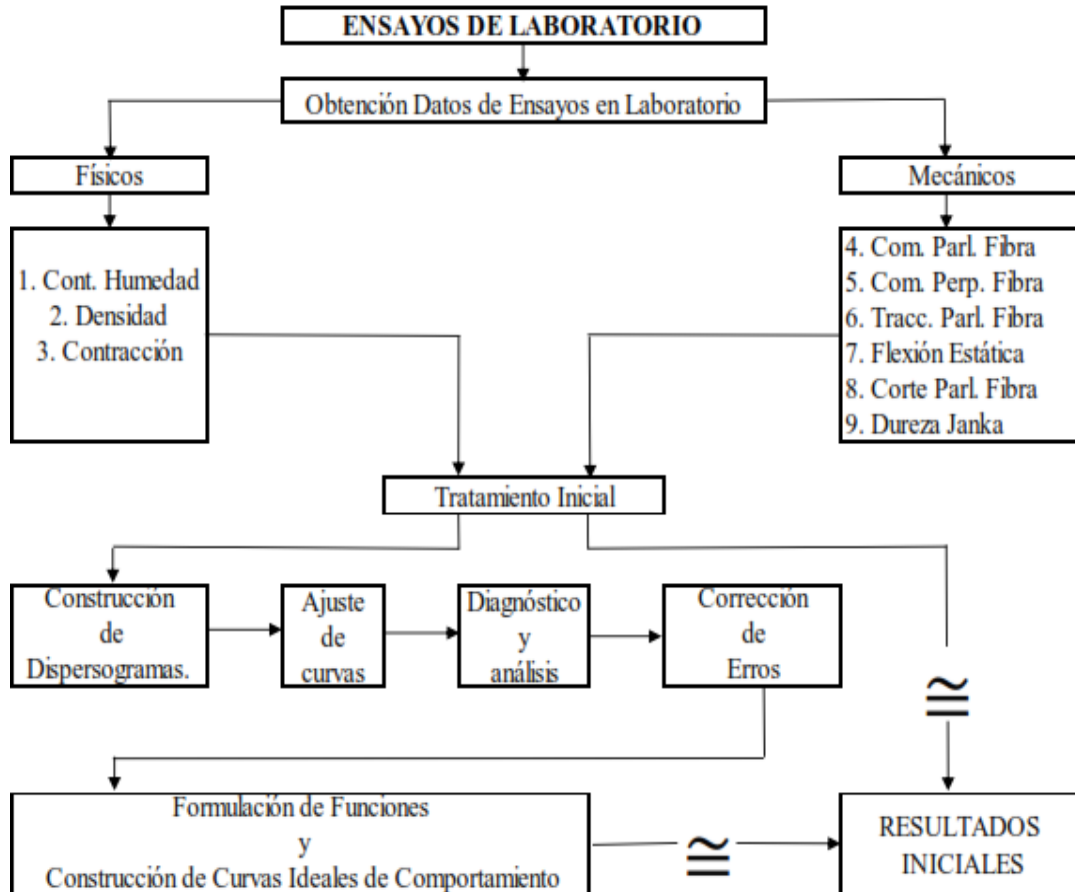 ENSAYOS DE LABORATORIO
Obtención Datos de Ensayos en Laboratorio
Físicos
Mecánicos
1. Cont. Humedad
2. Densidad
3. Contracción
4. Com. Parl. Fibra
5. Com. Perp. Fibra
6. Tracc. Parl. Fibra
7. Flexión Estática
8. Corte Parl. Fibra
9. Dureza Janka
Tratamiento Inicial
Construcción
de
Dispersogramas.
Ajuste
de
curvas
Diagnóstico
y
análisis
Corrección
de
Erros
≅
Formulación de Funciones
y
Construcción de Curvas Ideales de Comportamiento
≅
RESULTADOS
INICIALES